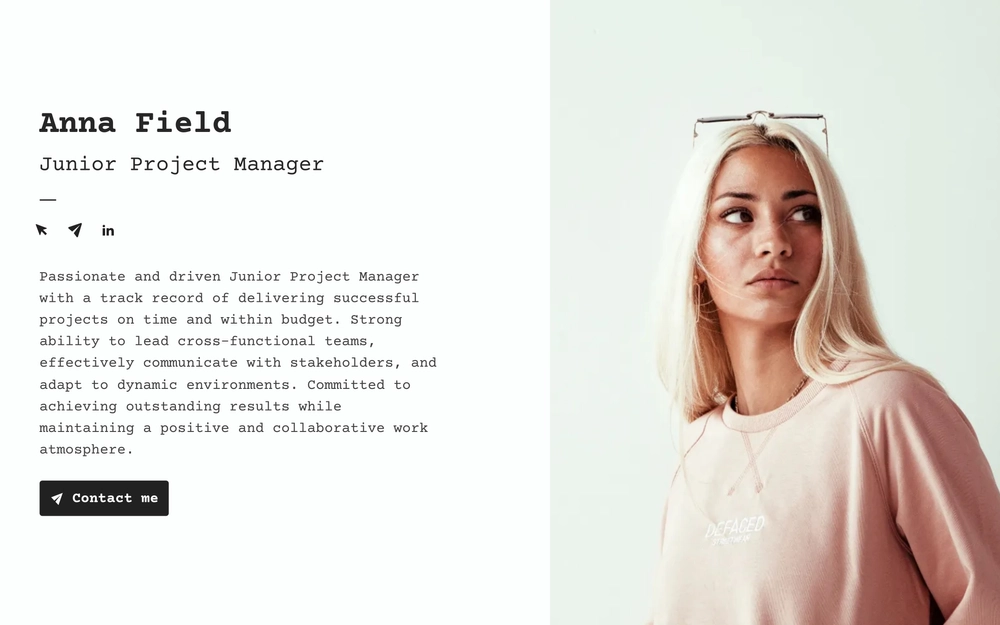 Anna Field
Junior Project Manager
—
in
Passionate and driven Junior Project Manager
with a track record of delivering successful
projects on time and within budget. Strong
ability to lead cross-functional teams,
effectively communicate with stakeholders, and
adapt to dynamic environments. Committed to
achieving outstanding results while
maintaining a positive and collaborative work
atmosphere.
Contact me
DEFACED